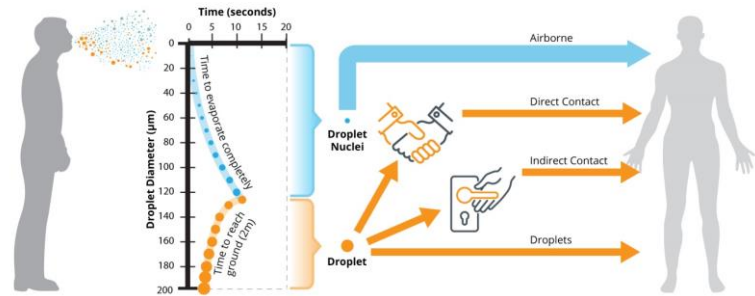 Time (seconds)
0 5 10 15 20
Droplet Diameter (µm)
0
20
40
60
80
100
120
140
160
180
200
Time to evaporate completely
Time to reach
ground (2m)
Droplet
Nuclei
Droplet
Airborne
Direct Contact
Indirect Contact
Droplets